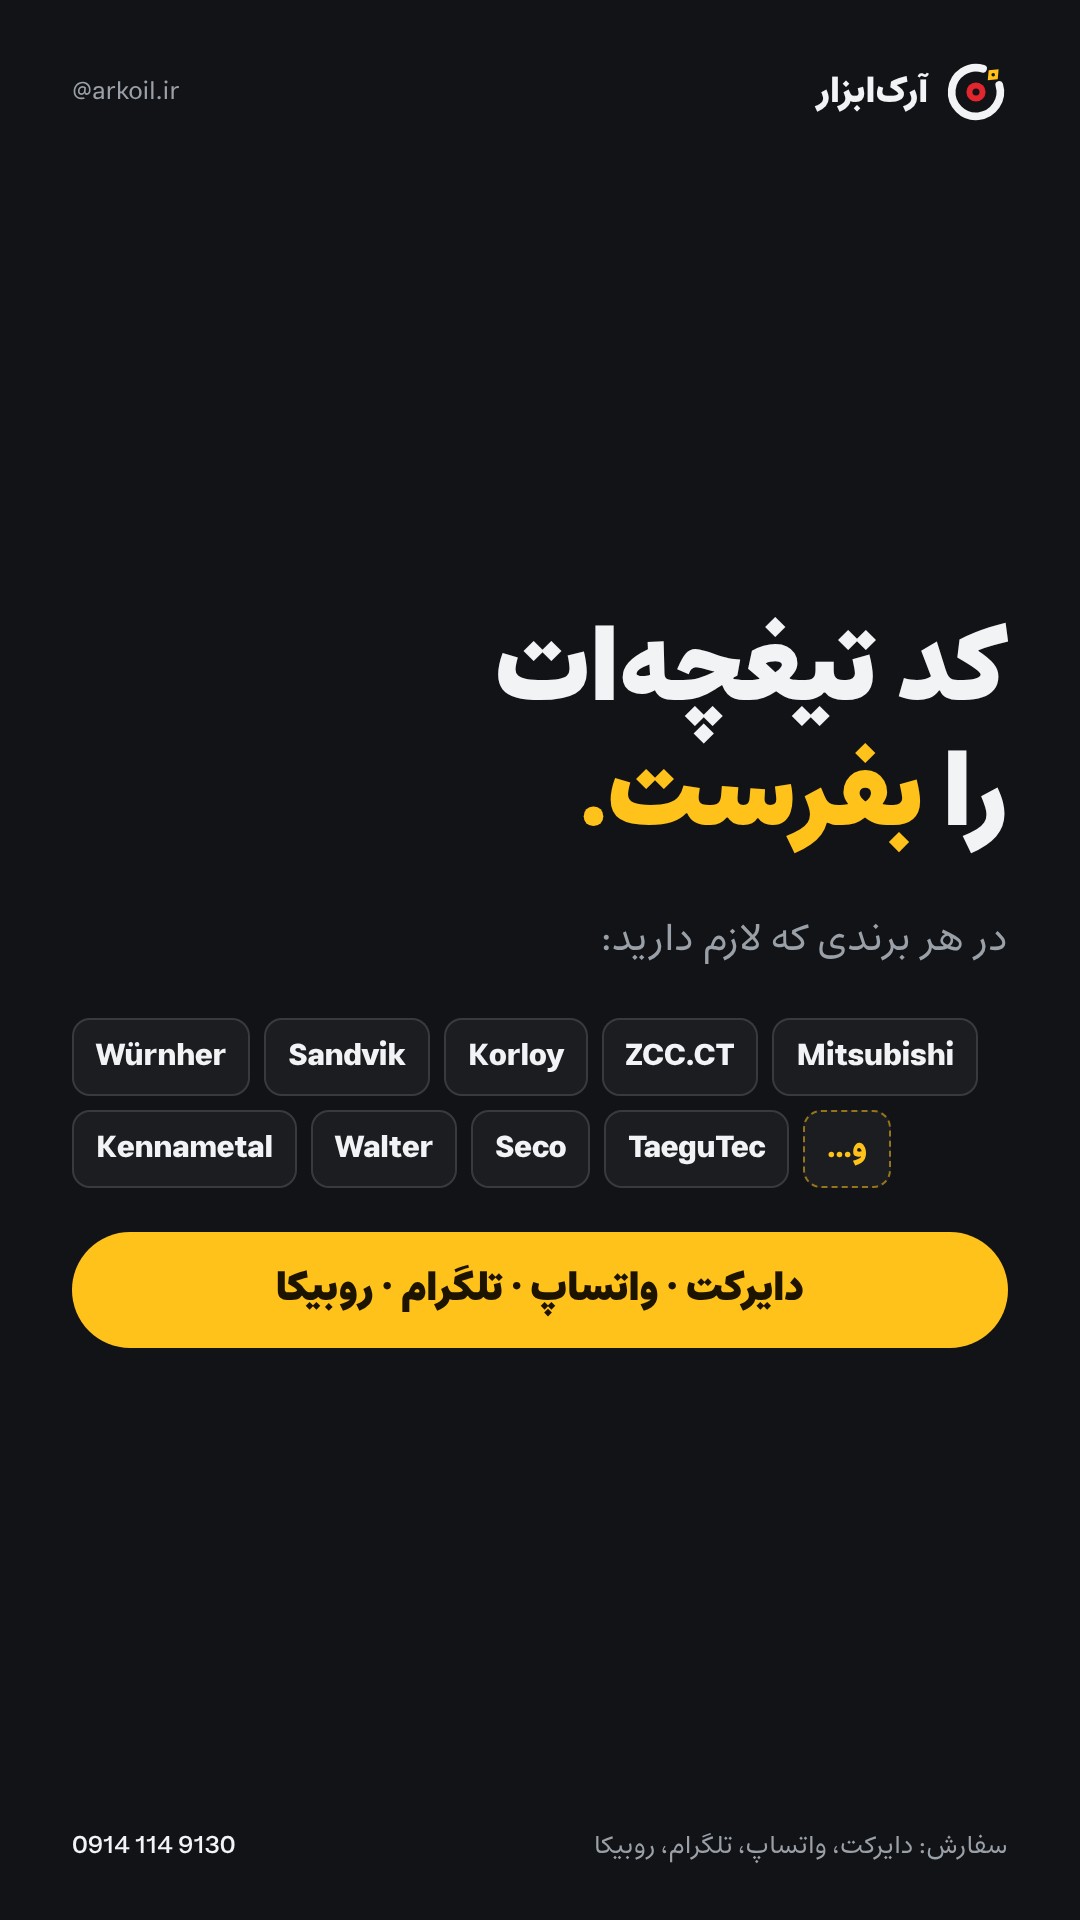 آرک‌ابزار
@arkoil.ir
کد تیغچه‌ات
را بفرست.
در هر برندی که لازم دارید:
Würnher Sandvik Korloy ZCC.CT Mitsubishi
Kennametal Walter Seco TaeguTec و...
دایرکت · واتساپ · تلگرام · روبیکا
سفارش: دایرکت، واتساپ، تلگرام، روبیکا
0914 114 9130